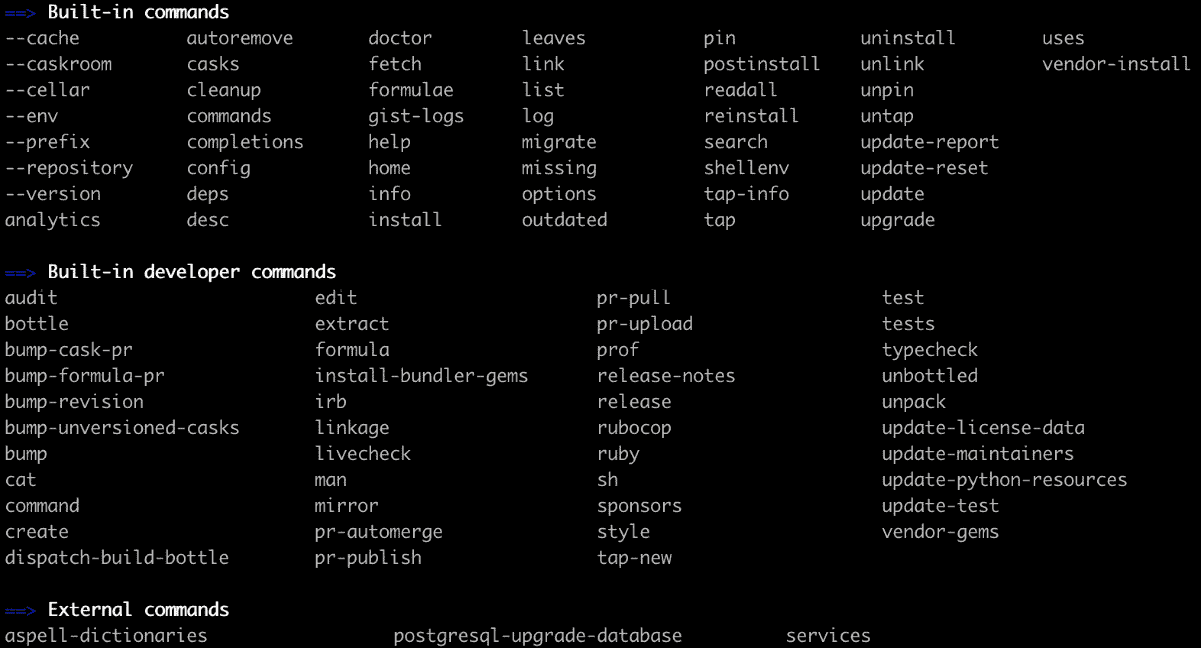 ==> Built-in commands
--cache autoremove doctor leaves pin uninstall uses
--caskroom casks fetch link postinstall unlink vendor-install
--cellar cleanup formulae list readall unpin
--env commands gist-logs log reinstall untap
--prefix completions help migrate search update-report
--repository config home missing shellenv update-reset
--version deps info options tap-info update
analytics desc install outdated tap upgrade
==> Built-in developer commands
audit edit pr-pull test
bottle extract pr-upload tests
bump-cask-pr formula prof typecheck
bump-formula-pr install-bundler-gems release-notes unbottled
bump-revision irb release unpack
bump-unversioned-casks linkage rubocop update-license-data
bump livecheck ruby update-maintainers
cat man sh update-python-resources
command mirror sponsors update-test
create pr-automerge style vendor-gems
dispatch-build-bottle pr-publish tap-new
==> External commands
aspell-dictionaries postgresql-upgrade-database services